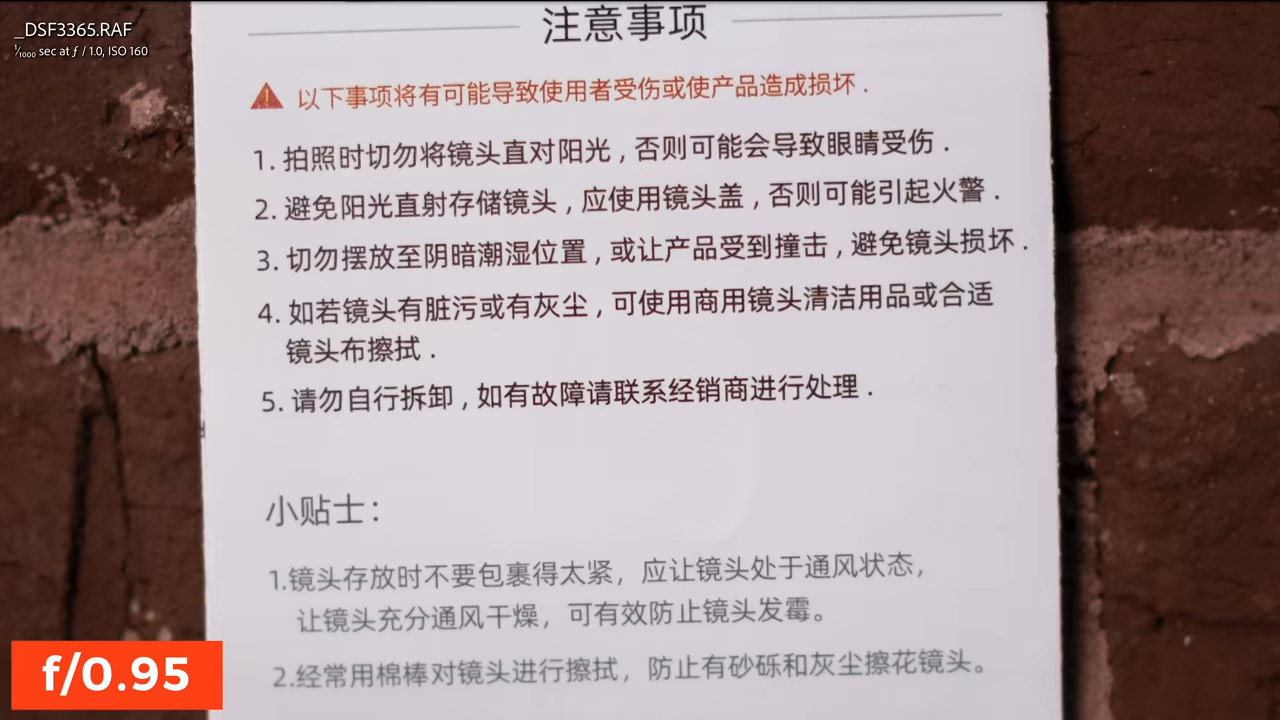 _DSF3365.RAF
1/1000 sec at ƒ / 1.0, ISO 160
注意事项
以下事项将有可能导致使用者受伤或使产品造成损坏 .
1. 拍照时切勿将镜头直对阳光 , 否则可能会导致眼睛受伤 .
2. 避免阳光直射存储镜头 , 应使用镜头盖 , 否则可能引起火警 .
3. 切勿摆放至阴暗潮湿位置 , 或让产品受到撞击 , 避免镜头损坏 .
4. 如若镜头有脏污或有灰尘 , 可使用商用镜头清洁用品或合适
镜头布擦拭 .
5. 请勿自行拆卸 , 如有故障请联系经销商进行处理 .
小贴士：
1.镜头存放时不要包裹得太紧，应让镜头处于通风状态，
让镜头充分通风干燥，可有效防止镜头发霉。
2.经常用棉棒对镜头进行擦拭，防止有砂砾和灰尘擦花镜头。
f/0.95